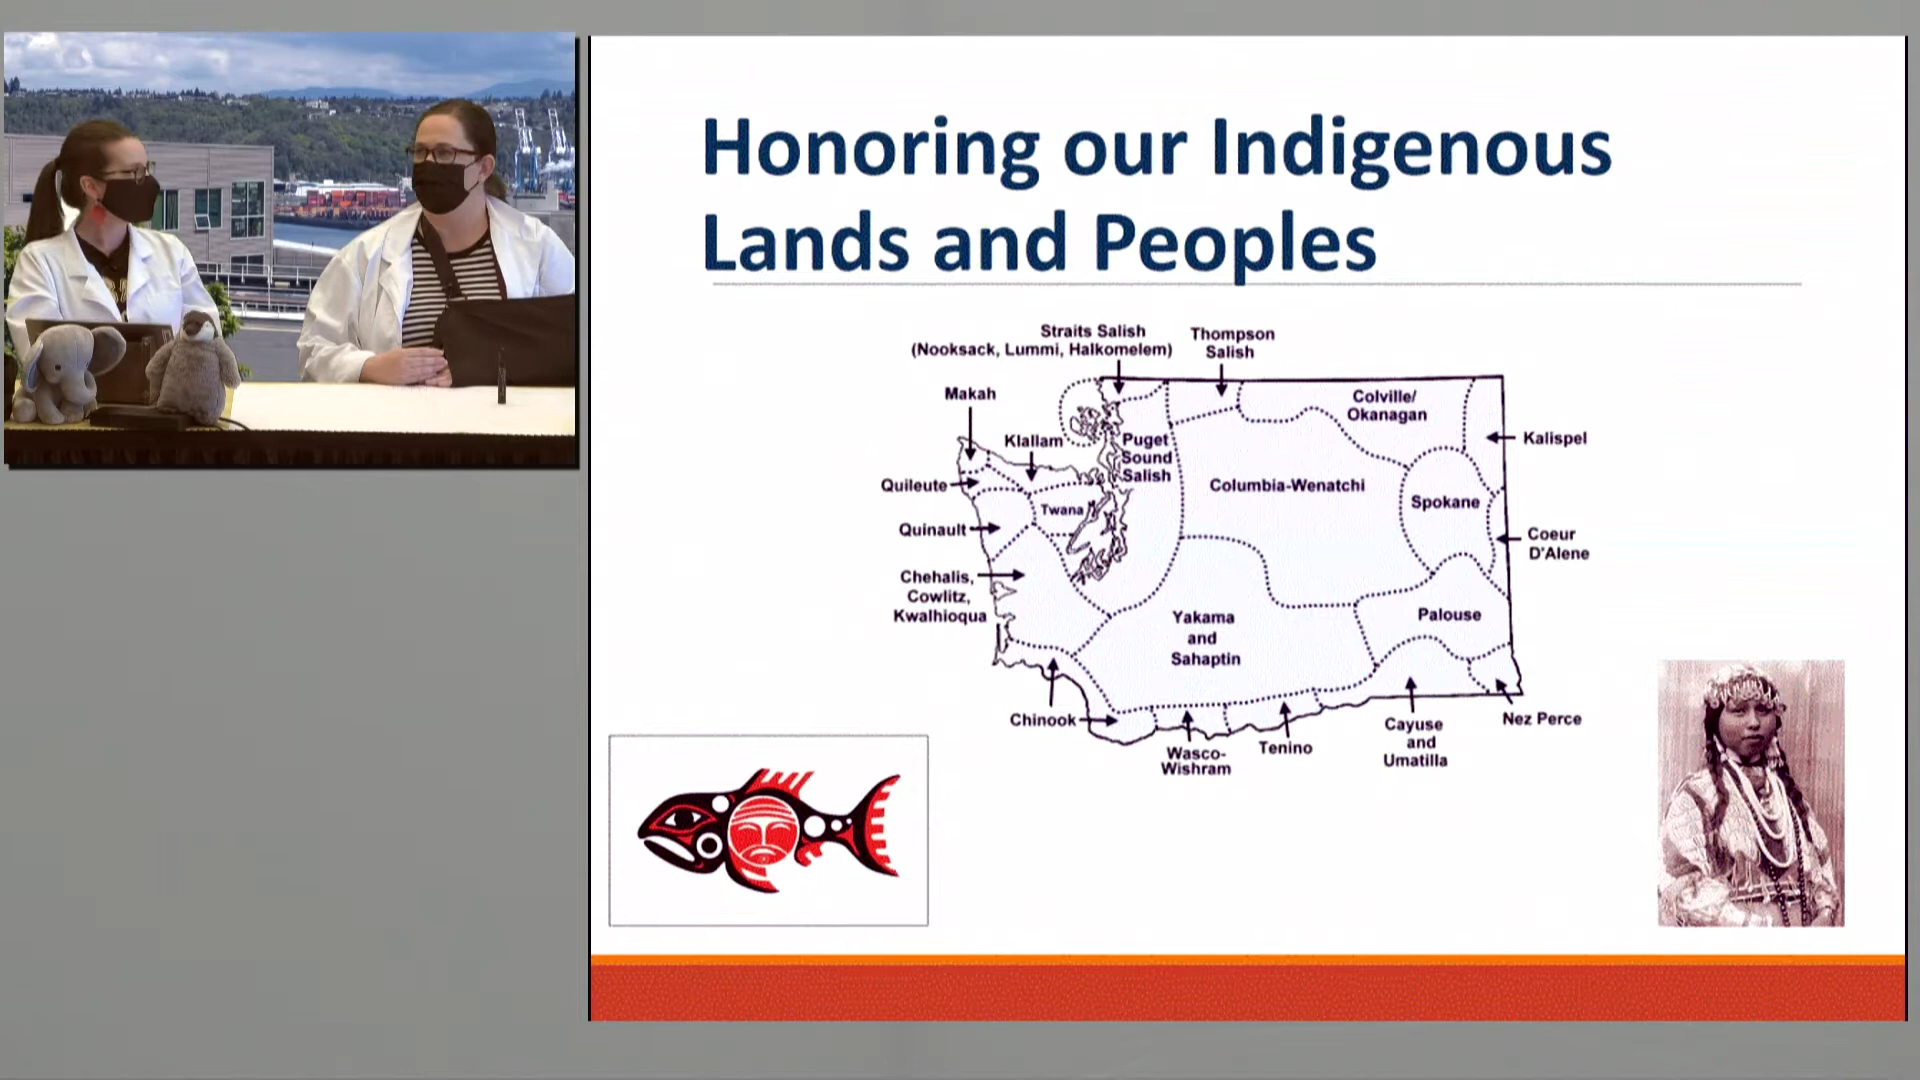 Honoring our Indigenous
Lands and Peoples
Straits Salish
(Nooksack, Lummi, Halkomelem)
Thompson
Salish
Makah
Colville/
Okanagan
Klallam
Puget
Sound
Salish
Kalispel
Quileute
Columbia-Wenatchi
Spokane
Twana
Quinault
Coeur
D'Alene
Chehalis,
Cowlitz,
Kwalhioqua
Yakama
and
Sahaptin
Palouse
Chinook
Wasco-
Wishram
Tenino
Cayuse
and
Umatilla
Nez Perce